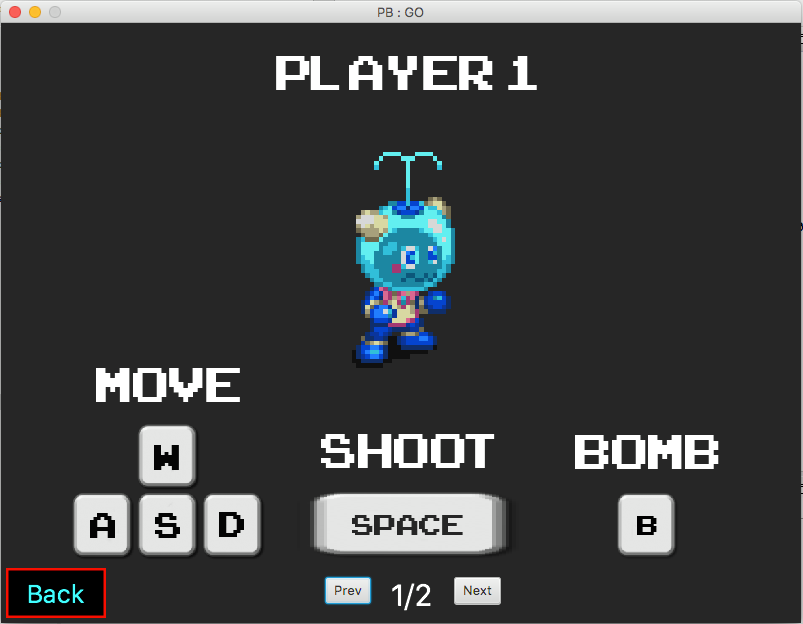 PB : GO
PLAYER 1
MOVE
W
A S D
SHOOT
SPACE
BOMB
B
Back
Prev 1/2 Next